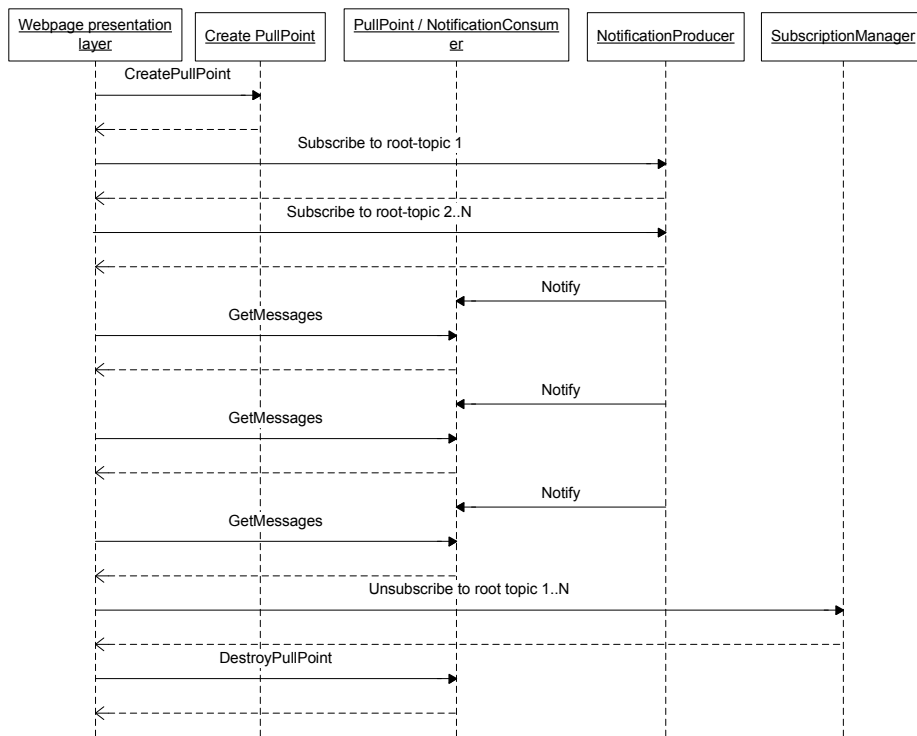 Webpage presentation
layer
Create PullPoint
PullPoint / NotificationConsum
er
NotificationProducer
SubscriptionManager
CreatePullPoint
Subscribe to root-topic 1
Subscribe to root-topic 2..N
Notify
GetMessages
Notify
GetMessages
Notify
GetMessages
Unsubscribe to root topic 1..N
DestroyPullPoint